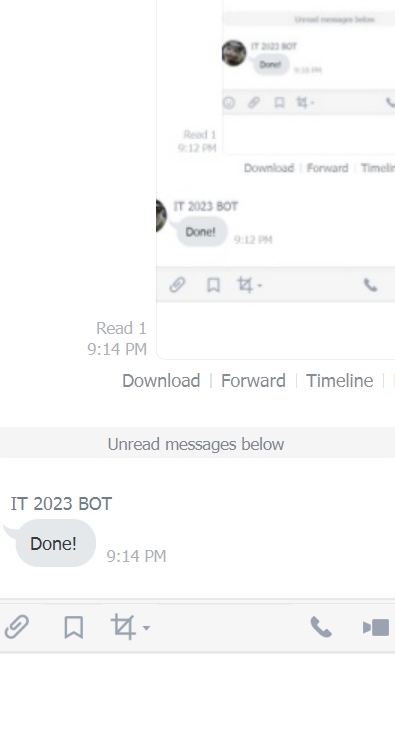 Unread messages below
IT 2023 BOT
Done!
9:10 PM
Read 1
9:12 PM
Download | Forward | Timelin
IT 2023 BOT
Done!
9:12 PM
Read 1
9:14 PM
Download | Forward | Timeline |
Unread messages below
IT 2023 BOT
Done!
9:14 PM